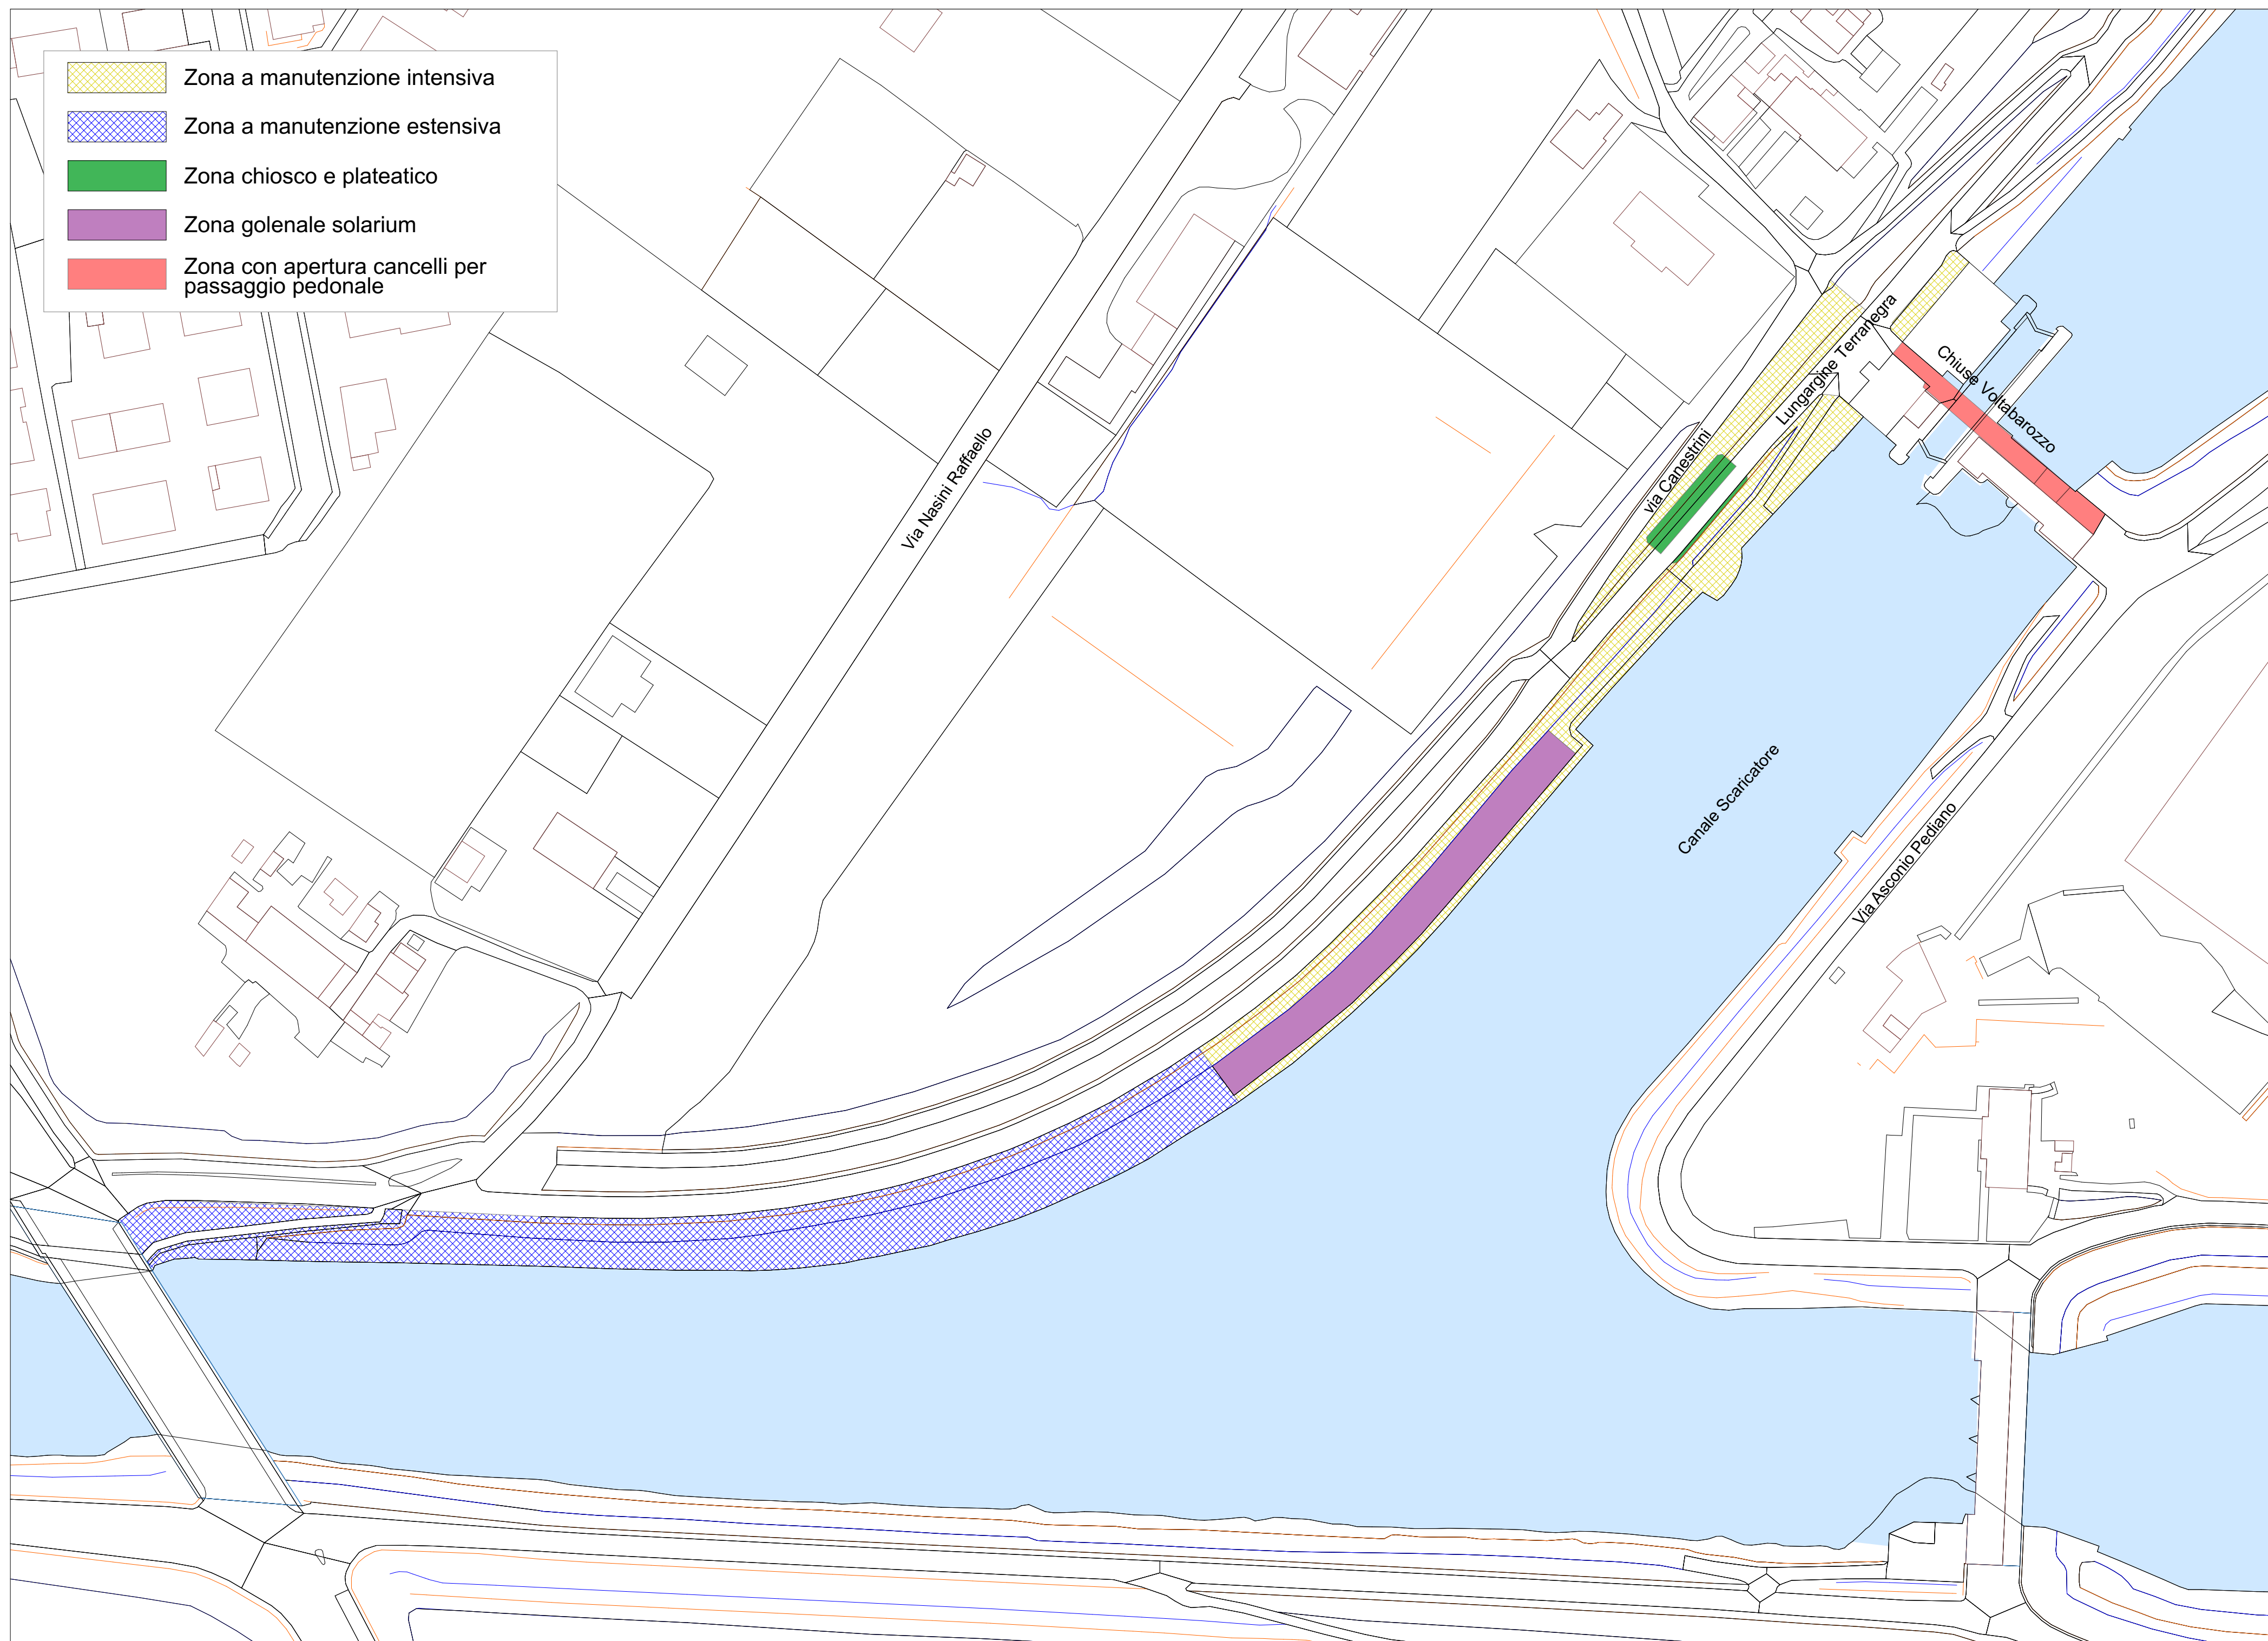 Zona a manutenzione intensiva
Zona a manutenzione estensiva
Zona chiosco e plateatico
Zona golenale solarium
Zona con apertura cancelli per
passaggio pedonale
Via Nasini Raffaello
via Canestrini
Lungargine Terranegra
Chiuse Voltabarozzo
Canale Scaricatore
Via Asconio Pediano